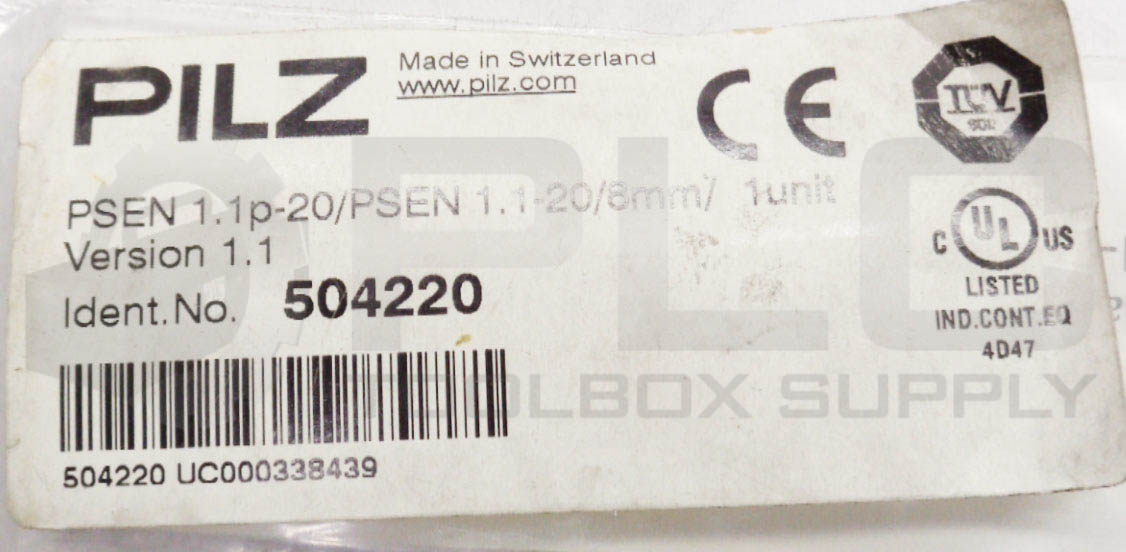 PILZ
Made in Switzerland
www.pilz.com
CE
TÜV
PSEN 1.1p-20/PSEN 1.1-20/8mm/ 1unit
Version 1.1
Ident.No. 504220
C UL US
LISTED
IND.CONT.EQ
4D47
504220 UC000338439
PLC
TOOLBOX SUPPLY